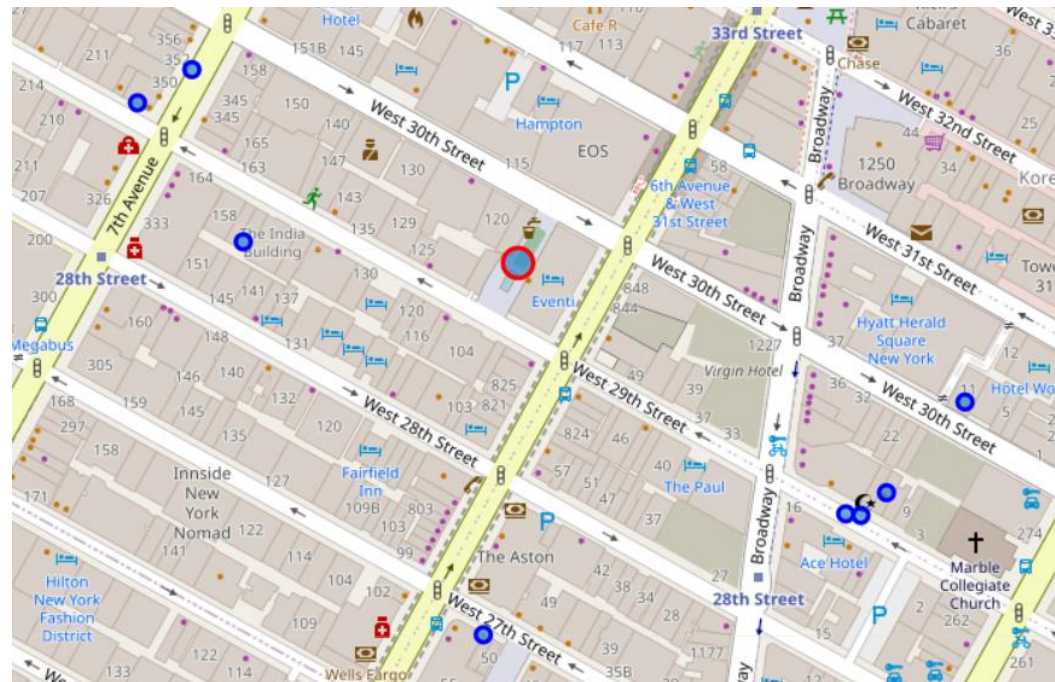 Hotel
Cafe R
33rd Street
Cabaret
356
211
352
350
214
151B
145
117
113
36
Chase
West 32nd Street
25
158
345
345
150
West 30th Street
Hampton
EOS
115
58
Broadway
44
34
1250
Broadway
Kore
210
211
207
326
7th Avenue
333
165
163
164
140
147
143
129
135
125
120
6th Avenue
& West
31st Street
West 31st Street
Towe
31
200
28th Street
158
151
The India
Building
130
Eventi
West 30th Street
Broadway
300
Megabus
305
160
145
141
137
131
148
116
104
848
844
1227
Virgin Hotel
37
Hyatt Herald
Square
New York
12
Hotel Wo
11
5
168
297
159
158
146
145
140
132
135
120
West 28th Street
825
821
103
49
39
39
37
33
West 29th Street
36
32
22
West 30th Street
1
171
Innside
New
York
Nomad
127
122
114
Fairfield
Inn
109B
803
99
824
46
57
51
47
37
40
The Paul
Broadway
16
9
3
274
Ace Hotel
Marble
Collegiate
Church
141
112
104
102
109
The Aston
42
38
34
28
27
28th Street
2
262
Hilton
New York
Fashion
District
122
114
133
Wells Fargo
West 27th Street
49
50
35B
1177
15
261